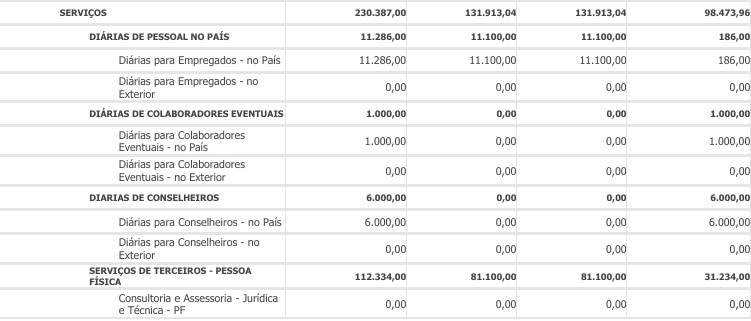 SERVIÇOS 230.387,00 131.913,04 131.913,04 98.473,96
DIÁRIAS DE PESSOAL NO PAÍS 11.286,00 11.100,00 11.100,00 186,00
Diárias para Empregados - no País 11.286,00 11.100,00 11.100,00 186,00
Diárias para Empregados - no
Exterior 0,00 0,00 0,00 0,00
DIÁRIAS DE COLABORADORES EVENTUAIS 1.000,00 0,00 0,00 1.000,00
Diárias para Colaboradores
Eventuais - no País 1.000,00 0,00 0,00 1.000,00
Diárias para Colaboradores
Eventuais - no Exterior 0,00 0,00 0,00 0,00
DIARIAS DE CONSELHEIROS 6.000,00 0,00 0,00 6.000,00
Diárias para Conselheiros - no País 6.000,00 0,00 0,00 6.000,00
Diárias para Conselheiros - no
Exterior 0,00 0,00 0,00 0,00
SERVIÇOS DE TERCEIROS - PESSOA
FÍSICA 112.334,00 81.100,00 81.100,00 31.234,00
Consultoria e Assessoria - Jurídica
e Técnica - PF 0,00 0,00 0,00 0,00